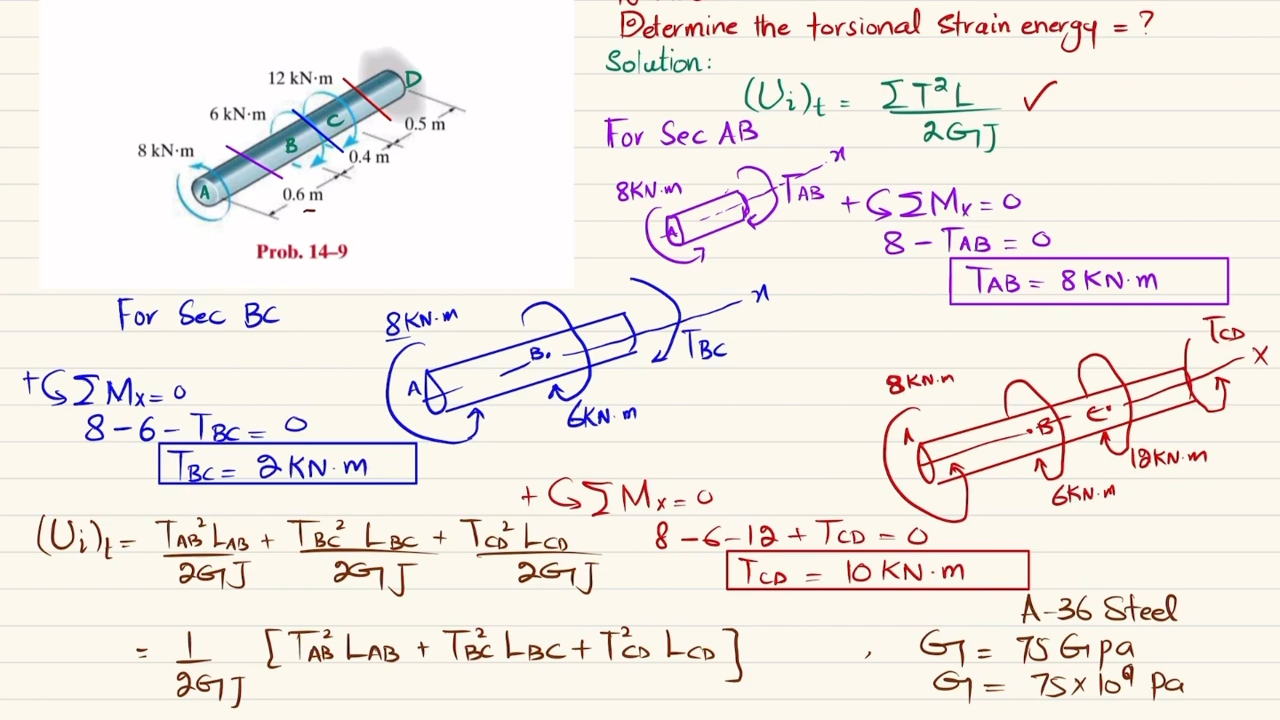 Determine the torsional strain energy = ?
Solution:
(Ui)t = ΣT²L / 2GJ ✓
12 kN·m
6 kN·m
8 kN·m
A
B
C
D
0.5 m
0.4 m
0.6 m
Prob. 14–9
For Sec AB
8KN·m
A
TAB
x
+↺ΣMx = 0
8 - TAB = 0
TAB = 8 KN·m
For Sec BC
8KN·m
A
B
6KN·m
TBC
x
+↺ΣMx = 0
8 - 6 - TBC = 0
TBC = 2 KN·m
8KN·m
A
B
C
6KN·m
12KN·m
TCD
X
+↺ΣMx = 0
8 - 6 - 12 + TCD = 0
TCD = 10 KN·m
(Ui)t = TAB² LAB / 2GJ + TBC² LBC / 2GJ + TCD² LCD / 2GJ
= 1 / 2GJ [TAB² LAB + TBC² LBC + TCD² LCD]
A-36 Steel
, G = 75 Gpa
G = 75 × 10⁹ Pa